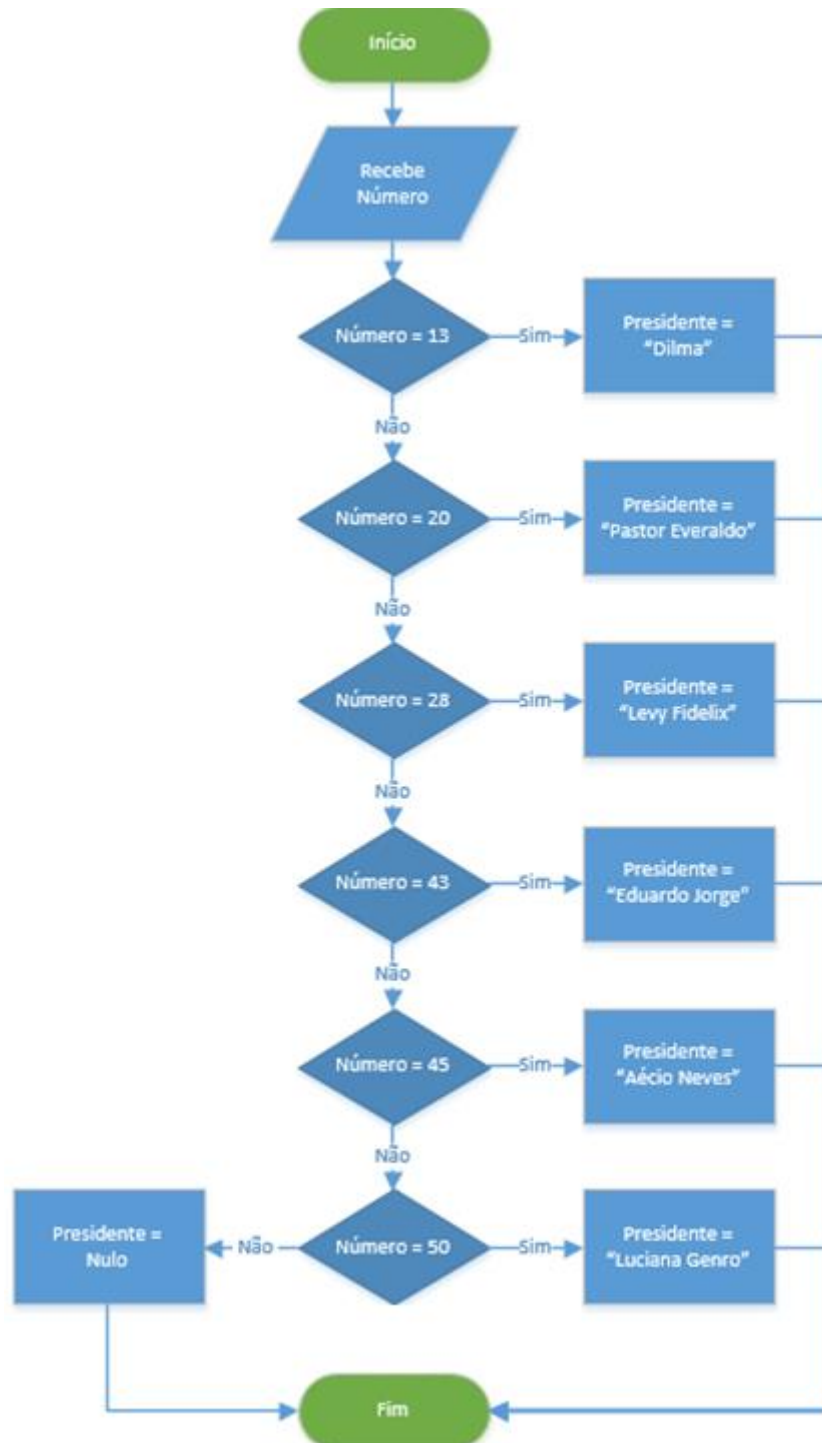 Início
Recebe
Número
Número = 13
Sim
Presidente =
“Dilma”
Não
Número = 20
Sim
Presidente =
“Pastor Everaldo”
Não
Número = 28
Sim
Presidente =
“Levy Fidelix”
Não
Número = 43
Sim
Presidente =
“Eduardo Jorge”
Não
Número = 45
Sim
Presidente =
“Aécio Neves”
Não
Presidente =
Nulo
Não
Número = 50
Sim
Presidente =
“Luciana Genro”
Fim